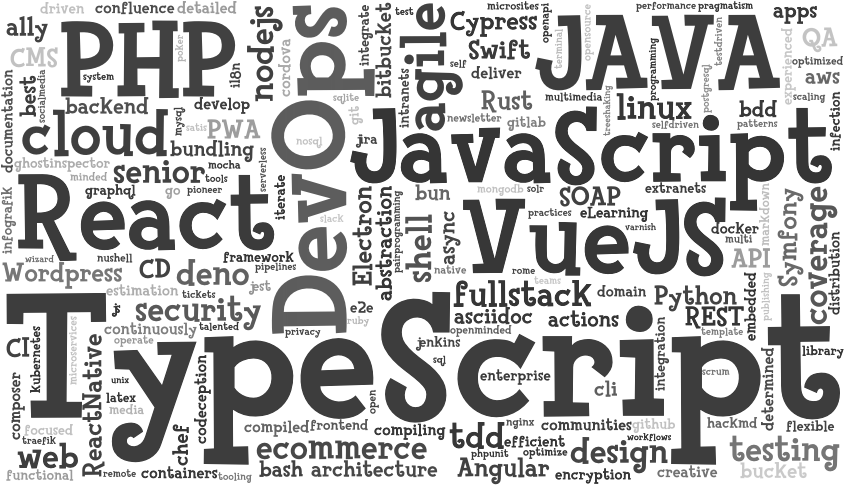 driven
confluence
detailed
ally
CMS
PHP
system
poker
i18n
nodejs
cordova
DevOps
integrate
bitbucket
test
agile
intranets
Cypress
microsites
openapi
Swift
self
deliver
terminal
opensource
JAVA
performance
pragmatism
programming
testdriven
postgresql
apps
experienced
QA
optimized
aws
scaling
documentation
best
socialmedia
backend
develop
sqlite
git
Rust
multimedia
treeshaking
linux
bdd
newsletter
gitlab
selfdriven
patterns
infection
cloud
mysql
satis
PWA
bundling
nosql
jira
JavaScript
ghostinspector
minded
senior
tools
mocha
serverless
graphql
go
pioneer
iterate
slack
Electron
abstraction
pairprogramming
bun
mongodb
solr
SOAP
extranets
markdown
Symfony
coverage
distribution
infografik
React
shell
async
VueJS
practices
eLearning
varnish
docker
multi
API
wizard
nushell
framework
pipelines
Wordpress
CD
deno
jest
native
rome
teams
estimation
tickets
js
security
e2e
ruby
privacy
fullstack
domain
Python
embedded
publishing
TypeScript
continuously
talented
operate
asciidoc
openminded
actions
REST
template
jenkins
sql
CI
Kubernetes
microservices
integration
library
unix
enterprise
cli
scrum
composer
ReactNative
latex
media
codeception
open
determined
focused
traefik
chef
compiled
frontend
compiling
tdd
nginx
communities
github
hackmd
flexible
efficient
workflows
web
functional
remote
containers
tooling
ecommerce
bash
architecture
phpunit
optimize
Angular
design
encryption
creative
testing
bucket